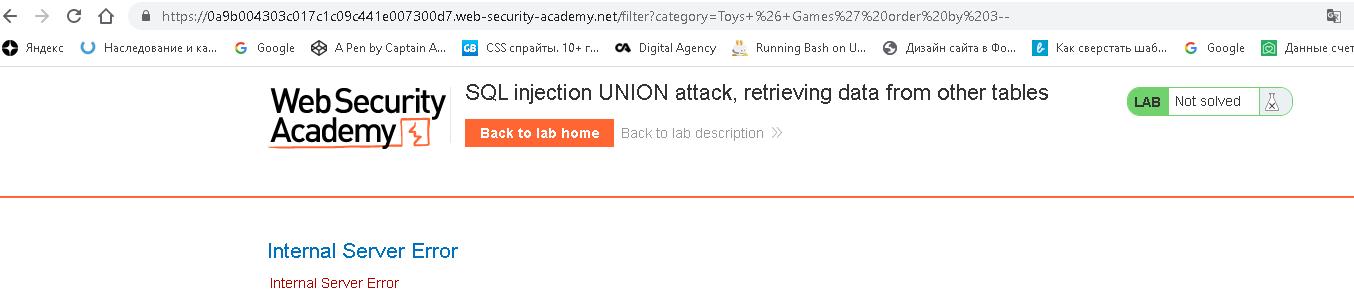 https://0a9b004303c017c1c09c441e007300d7.web-security-academy.net/filter?category=Toys+%26+Games%27%20order%20by%203--
Яндекс Наследование и ка... Google A Pen by Captain A... CSS спрайты. 10+ г... Digital Agency Running Bash on U... Дизайн сайта в Фо... Как сверстать шаб... Google Данные счет
Web Security
Academy
SQL injection UNION attack, retrieving data from other tables
Back to lab home Back to lab description
LAB Not solved
Internal Server Error
Internal Server Error